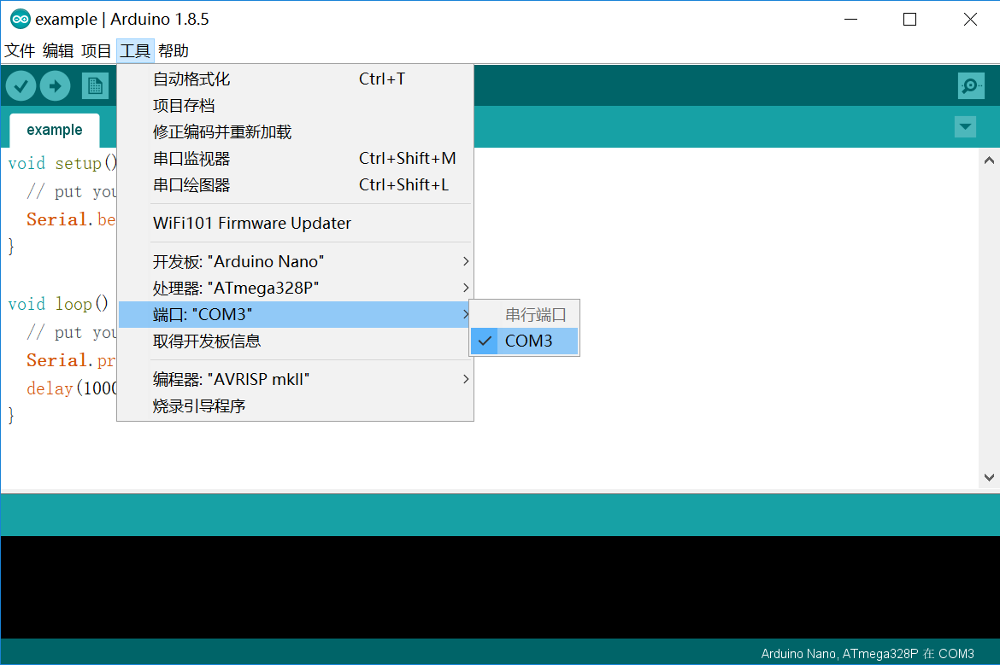 example | Arduino 1.8.5
文件 编辑 项目 工具 帮助
自动格式化 Ctrl+T
项目存档
修正编码并重新加载
串口监视器 Ctrl+Shift+M
串口绘图器 Ctrl+Shift+L
WiFi101 Firmware Updater
开发板: "Arduino Nano"
处理器: "ATmega328P"
端口: "COM3"
取得开发板信息
编程器: "AVRISP mkII"
烧录引导程序
串行端口
COM3
example
void setup()
// put you
Serial.be
}
void loop()
// put you
Serial.pr
delay(1000
}
Arduino Nano, ATmega328P 在 COM3